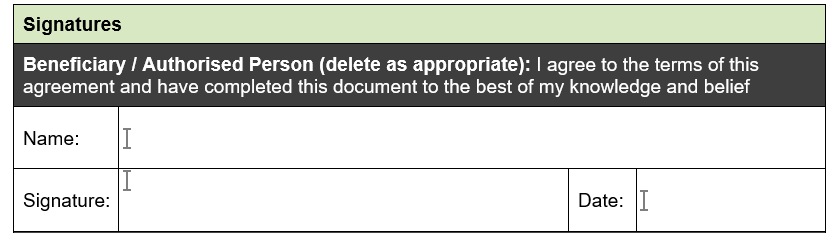 Signatures
Beneficiary / Authorised Person (delete as appropriate): I agree to the terms of this
agreement and have completed this document to the best of my knowledge and belief
Name:
Signature:
Date: